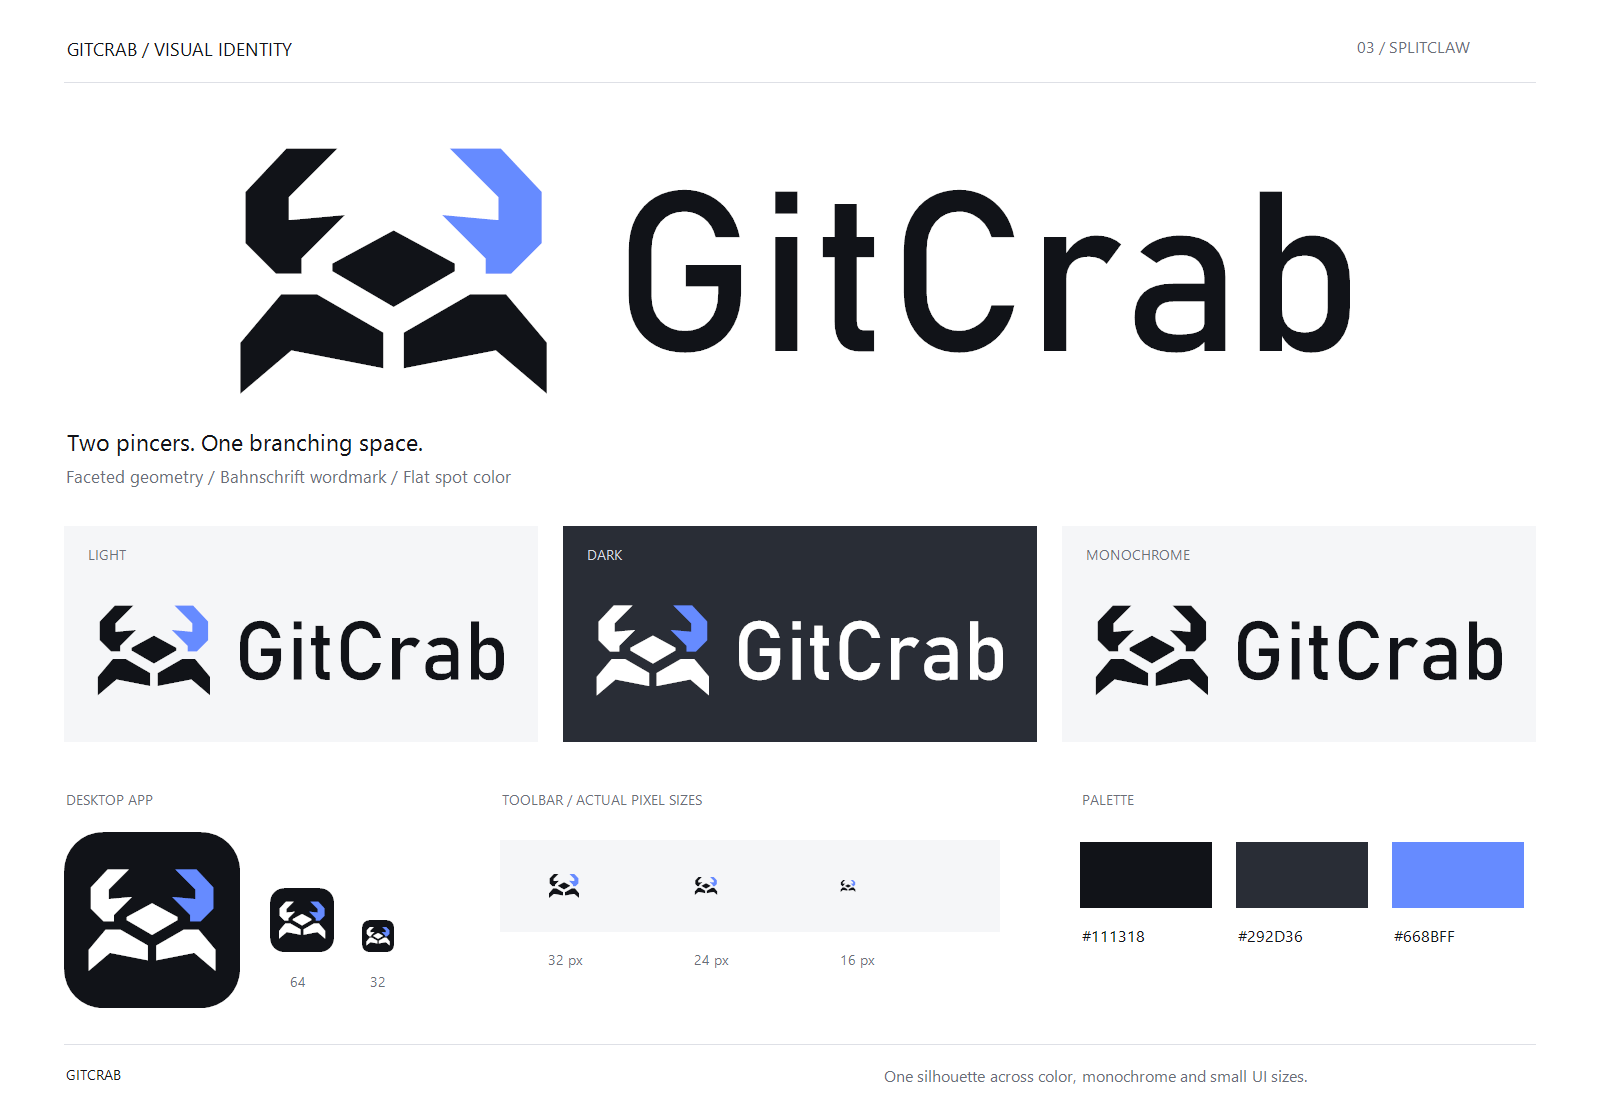 GITCRAB / VISUAL IDENTITY
03 / SPLITCLAW
GitCrab
Two pincers. One branching space.
Faceted geometry / Bahnschrift wordmark / Flat spot color
LIGHT
GitCrab
DARK
GitCrab
MONOCHROME
GitCrab
DESKTOP APP
64
32
TOOLBAR / ACTUAL PIXEL SIZES
32 px
24 px
16 px
PALETTE
#111318
#292D36
#668BFF
GITCRAB
One silhouette across color, monochrome and small UI sizes.